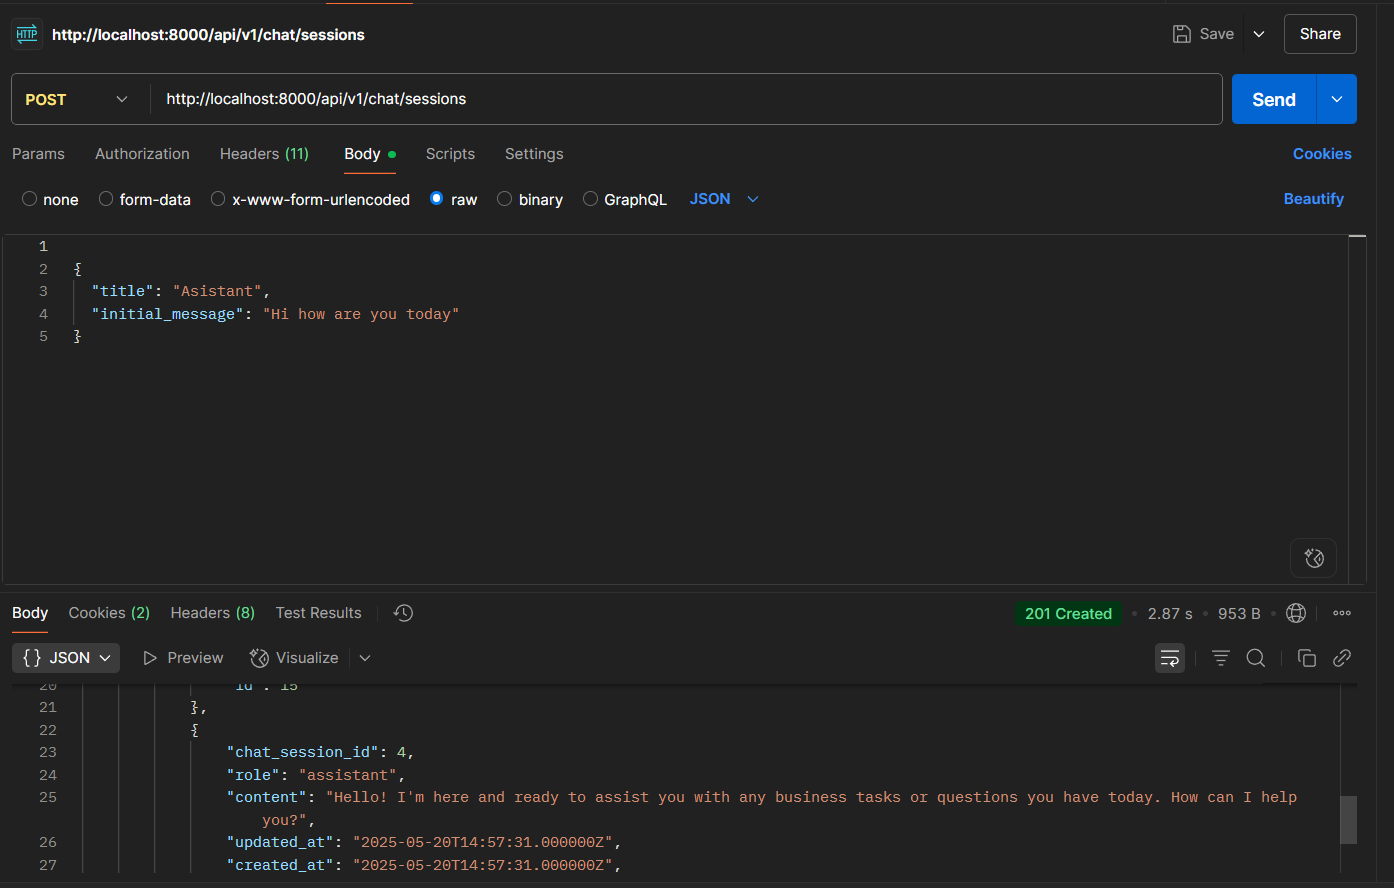 HTTP http://localhost:8000/api/v1/chat/sessions Save Share
POST http://localhost:8000/api/v1/chat/sessions Send
Params Authorization Headers (11) Body Scripts Settings Cookies
none form-data x-www-form-urlencoded raw binary GraphQL JSON Beautify
1
2 {
3 "title": "Asistant",
4 "initial_message": "Hi how are you today"
5 }
Body Cookies (2) Headers (8) Test Results 201 Created 2.87 s 953 B
{} JSON Preview Visualize
20 "id": 15
21 },
22 {
23 "chat_session_id": 4,
24 "role": "assistant",
25 "content": "Hello! I'm here and ready to assist you with any business tasks or questions you have today. How can I help
you?",
26 "updated_at": "2025-05-20T14:57:31.000000Z",
27 "created_at": "2025-05-20T14:57:31.000000Z",